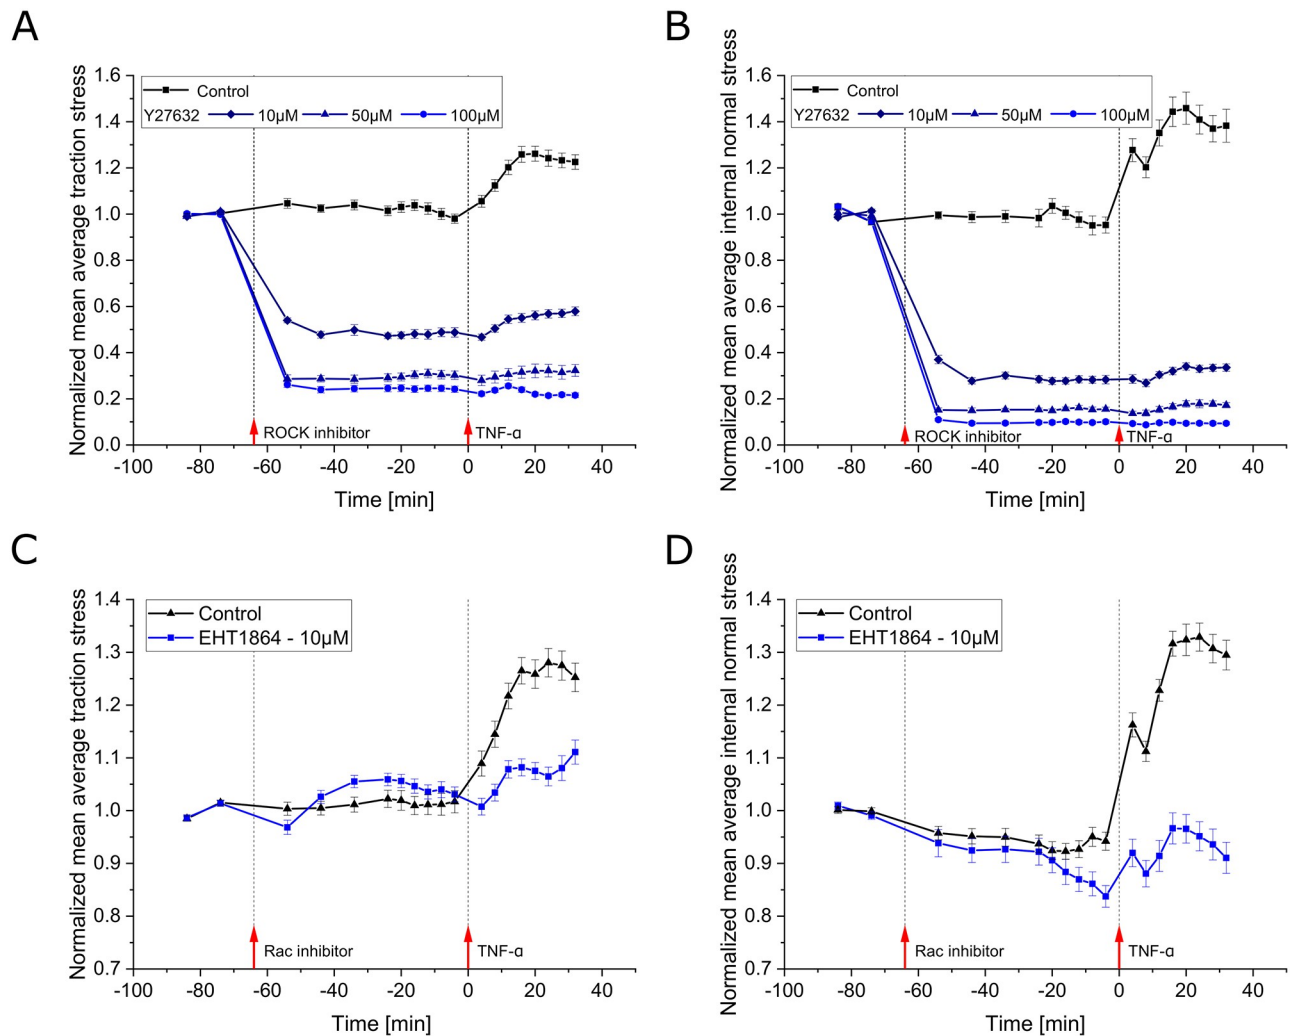 A
Normalized mean average traction stress
1.6
1.4
1.2
1.0
0.8
0.6
0.4
0.2
0.0
Control
Y27632 10µM 50µM 100µM
ROCK inhibitor
TNF-α
-100 -80 -60 -40 -20 0 20 40
Time [min]
B
Normalized mean average internal normal stress
1.6
1.4
1.2
1.0
0.8
0.6
0.4
0.2
0.0
Control
Y27632 10µM 50µM 100µM
ROCK inhibitor
TNF-α
-100 -80 -60 -40 -20 0 20 40
Time [min]
C
Normalized mean average traction stress
1.4
1.3
1.2
1.1
1.0
0.9
0.8
0.7
Control
EHT1864 - 10µM
Rac inhibitor
TNF-α
-100 -80 -60 -40 -20 0 20 40
Time [min]
D
Normalized mean average internal normal stress
1.4
1.3
1.2
1.1
1.0
0.9
0.8
0.7
Control
EHT1864 - 10µM
Rac inhibitor
TNF-α
-100 -80 -60 -40 -20 0 20 40
Time [min]